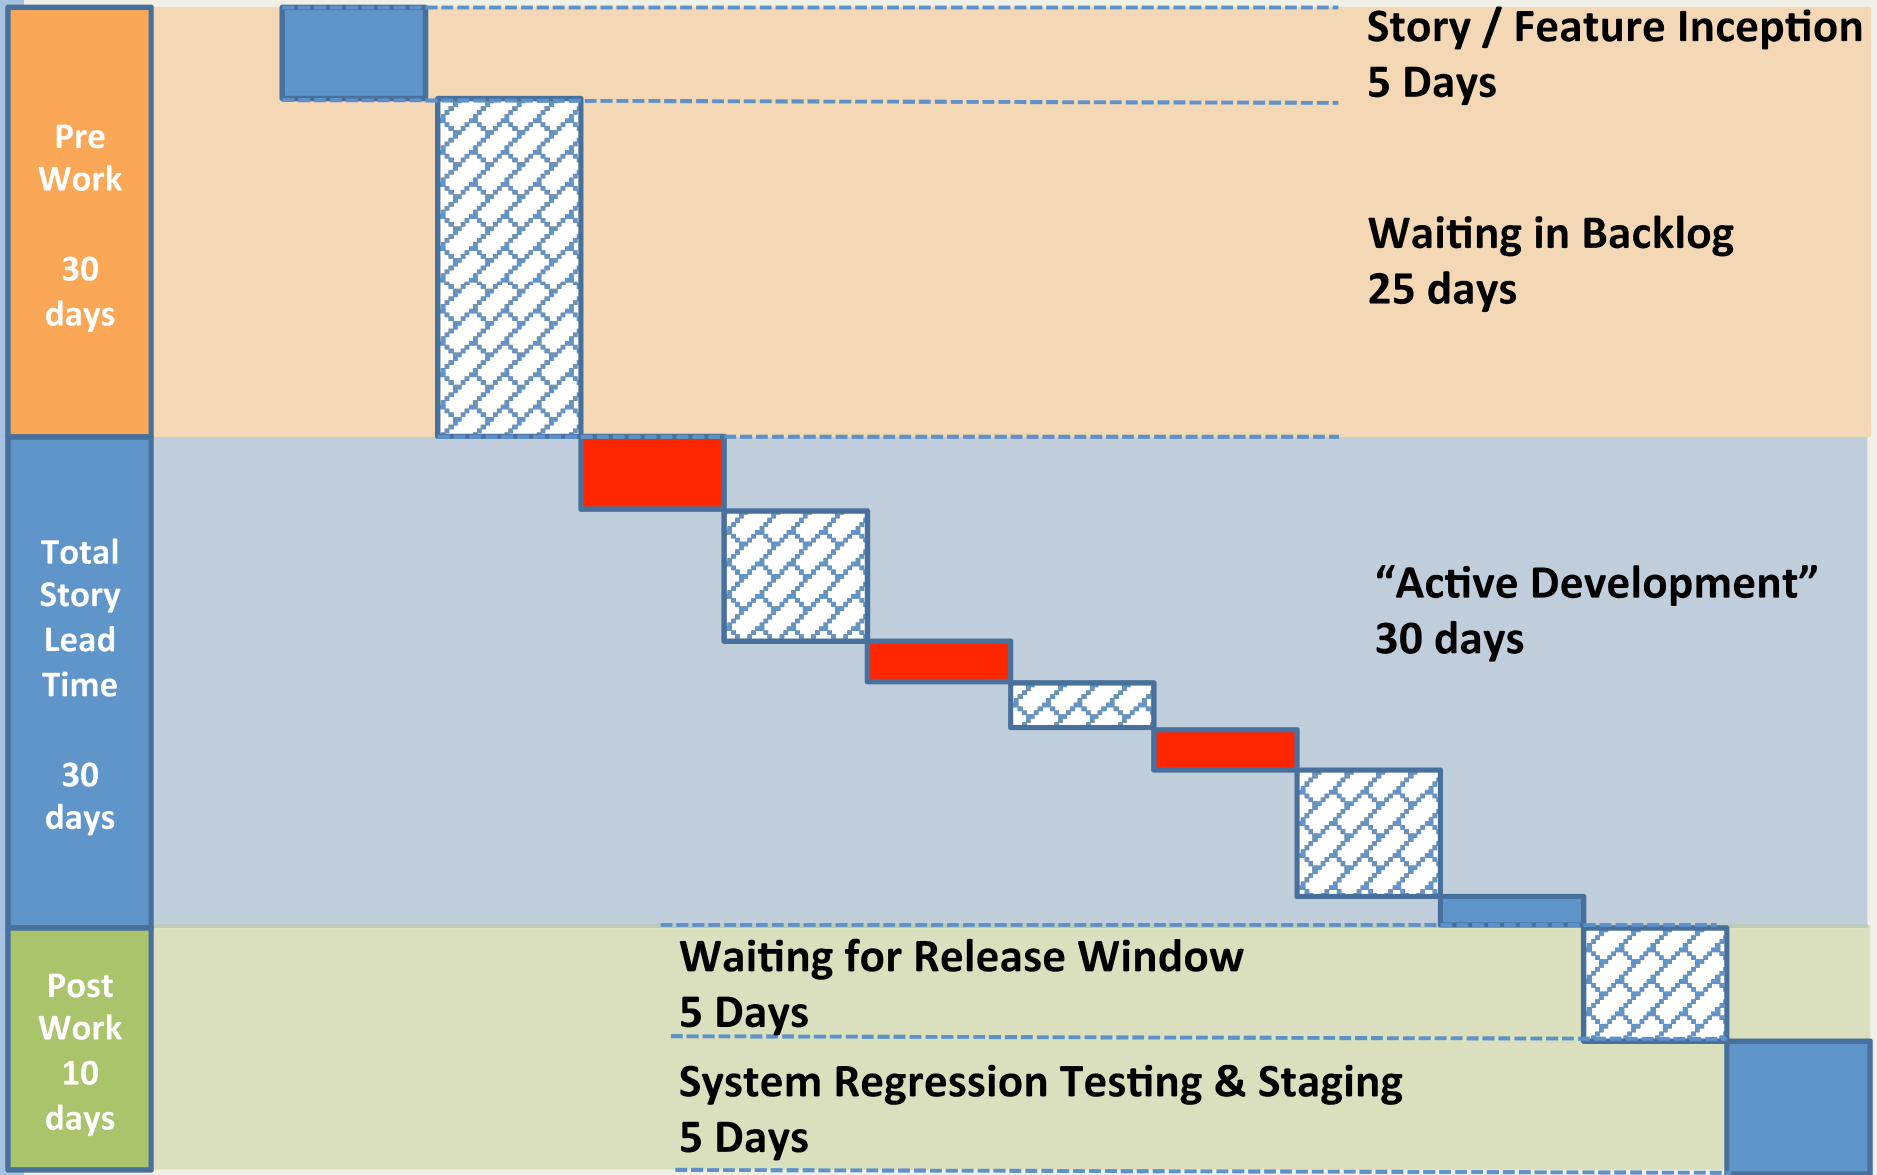 Pre
Work
30
days
Story / Feature Inception
5 Days
Waiting in Backlog
25 days
Total
Story
Lead
Time
30
days
“Active Development”
30 days
Post
Work
10
days
Waiting for Release Window
5 Days
System Regression Testing & Staging
5 Days